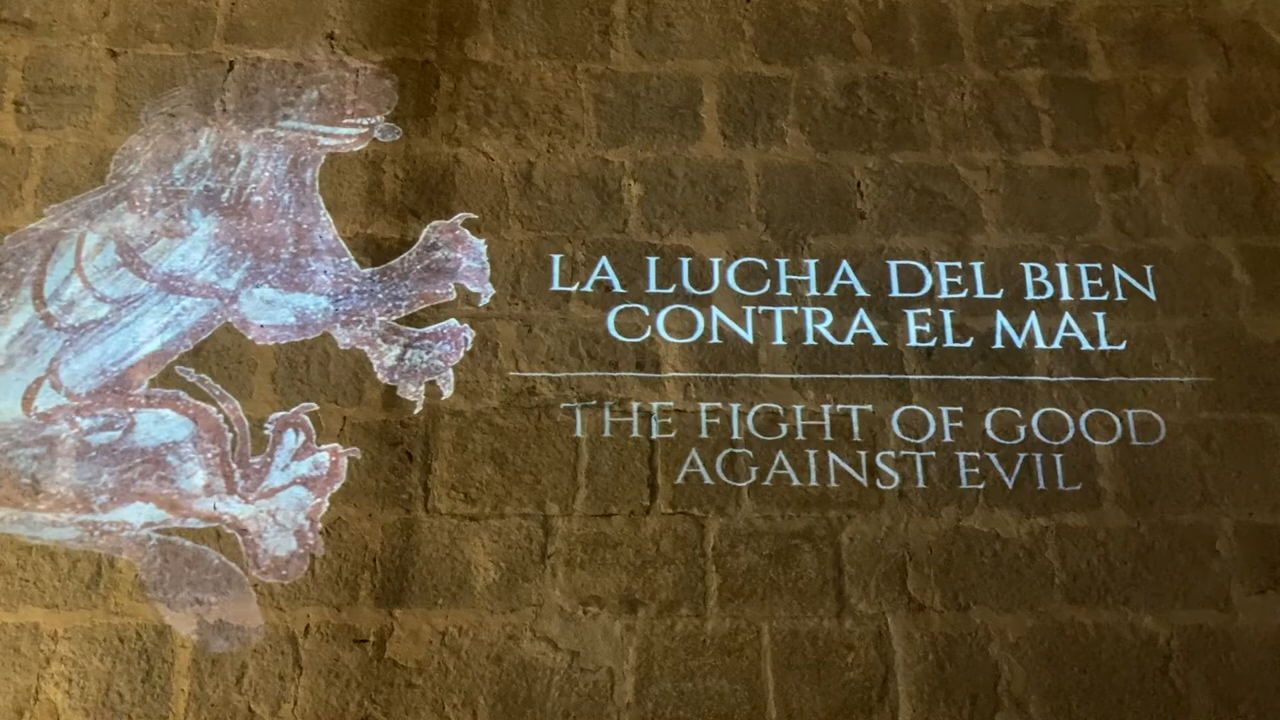 LA LUCHA DEL BIEN
CONTRA EL MAL
THE FIGHT OF GOOD
AGAINST EVIL